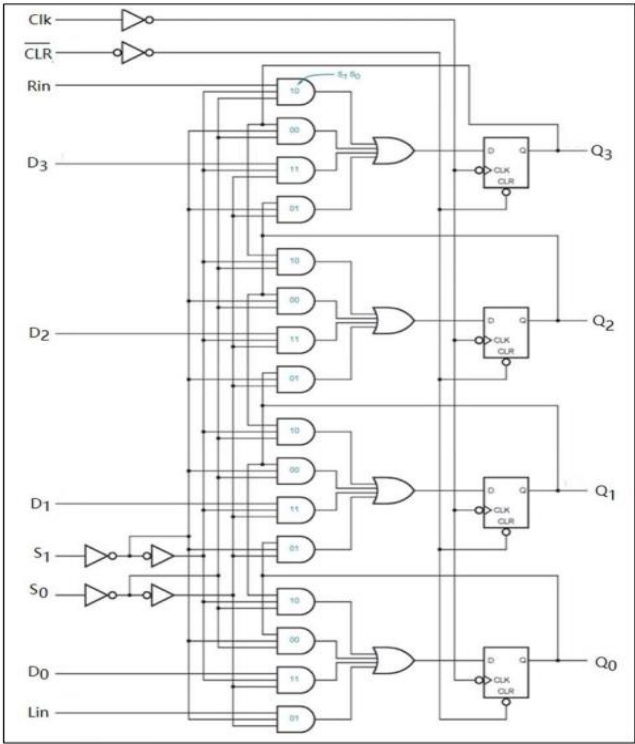 Clk
CLR
Rin
S1 S0
10
00
D3
11
D Q
CLK
CLR
Q3
01
10
00
D2
11
D Q
CLK
CLR
Q2
01
10
00
D1
11
D Q
CLK
CLR
Q1
S1
01
S0
10
00
D0
11
D Q
CLK
CLR
Q0
Lin
01